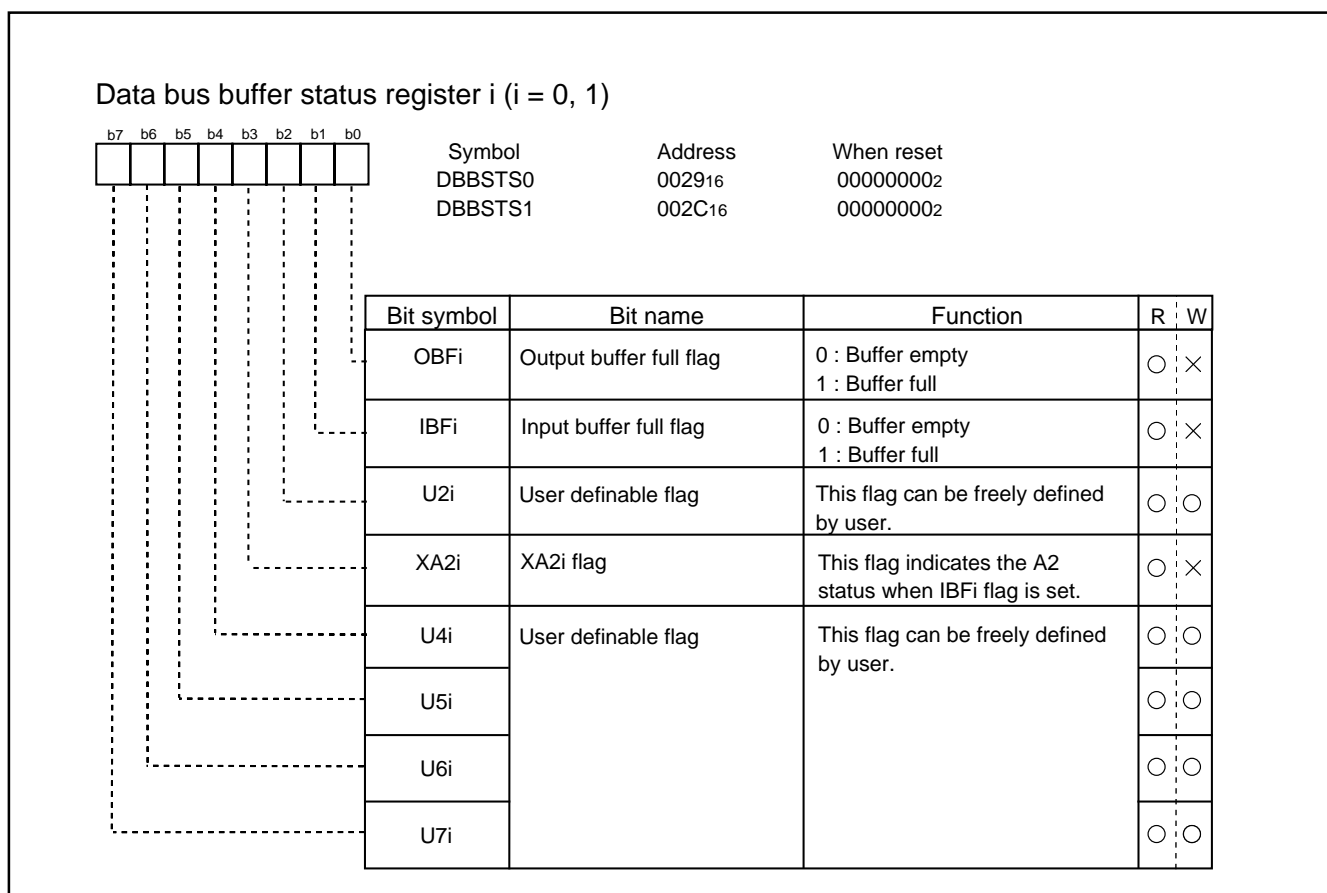 Data bus buffer status register i (i = 0, 1)
b7 b6 b5 b4 b3 b2 b1 b0
Symbol Address When reset
DBBSTS0 002916 000000002
DBBSTS1 002C16 000000002
Bit symbol Bit name Function R W
OBFi Output buffer full flag 0 : Buffer empty
1 : Buffer full
IBFi Input buffer full flag 0 : Buffer empty
1 : Buffer full
U2i User definable flag This flag can be freely defined
by user.
XA2i XA2i flag This flag indicates the A2
status when IBFi flag is set.
U4i User definable flag This flag can be freely defined
by user.
U5i
U6i
U7i